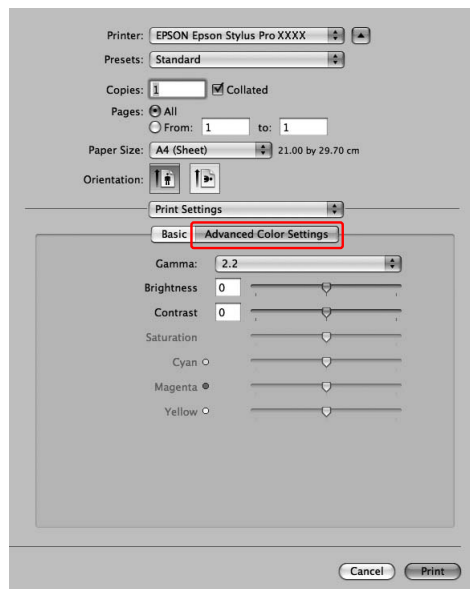 Printer: EPSON Epson Stylus Pro XXXX
Presets: Standard
Copies: 1 Collated
Pages: All
From: 1 to: 1
Paper Size: A4 (Sheet) 21.00 by 29.70 cm
Orientation:
Print Settings
Basic Advanced Color Settings
Gamma: 2.2
Brightness 0
Contrast 0
Saturation
Cyan
Magenta
Yellow
Cancel Print